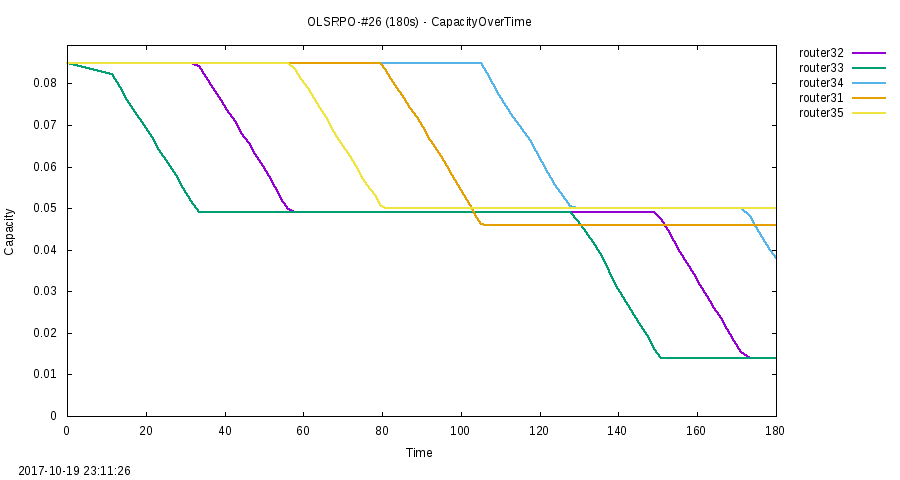 OLSRPO-#26 (180s) - CapacityOverTime
router32
router33
router34
router31
router35
0.08
0.07
0.06
0.05
0.04
0.03
0.02
0.01
0
Capacity
0 20 40 60 80 100 120 140 160 180
Time
2017-10-19 23:11:26